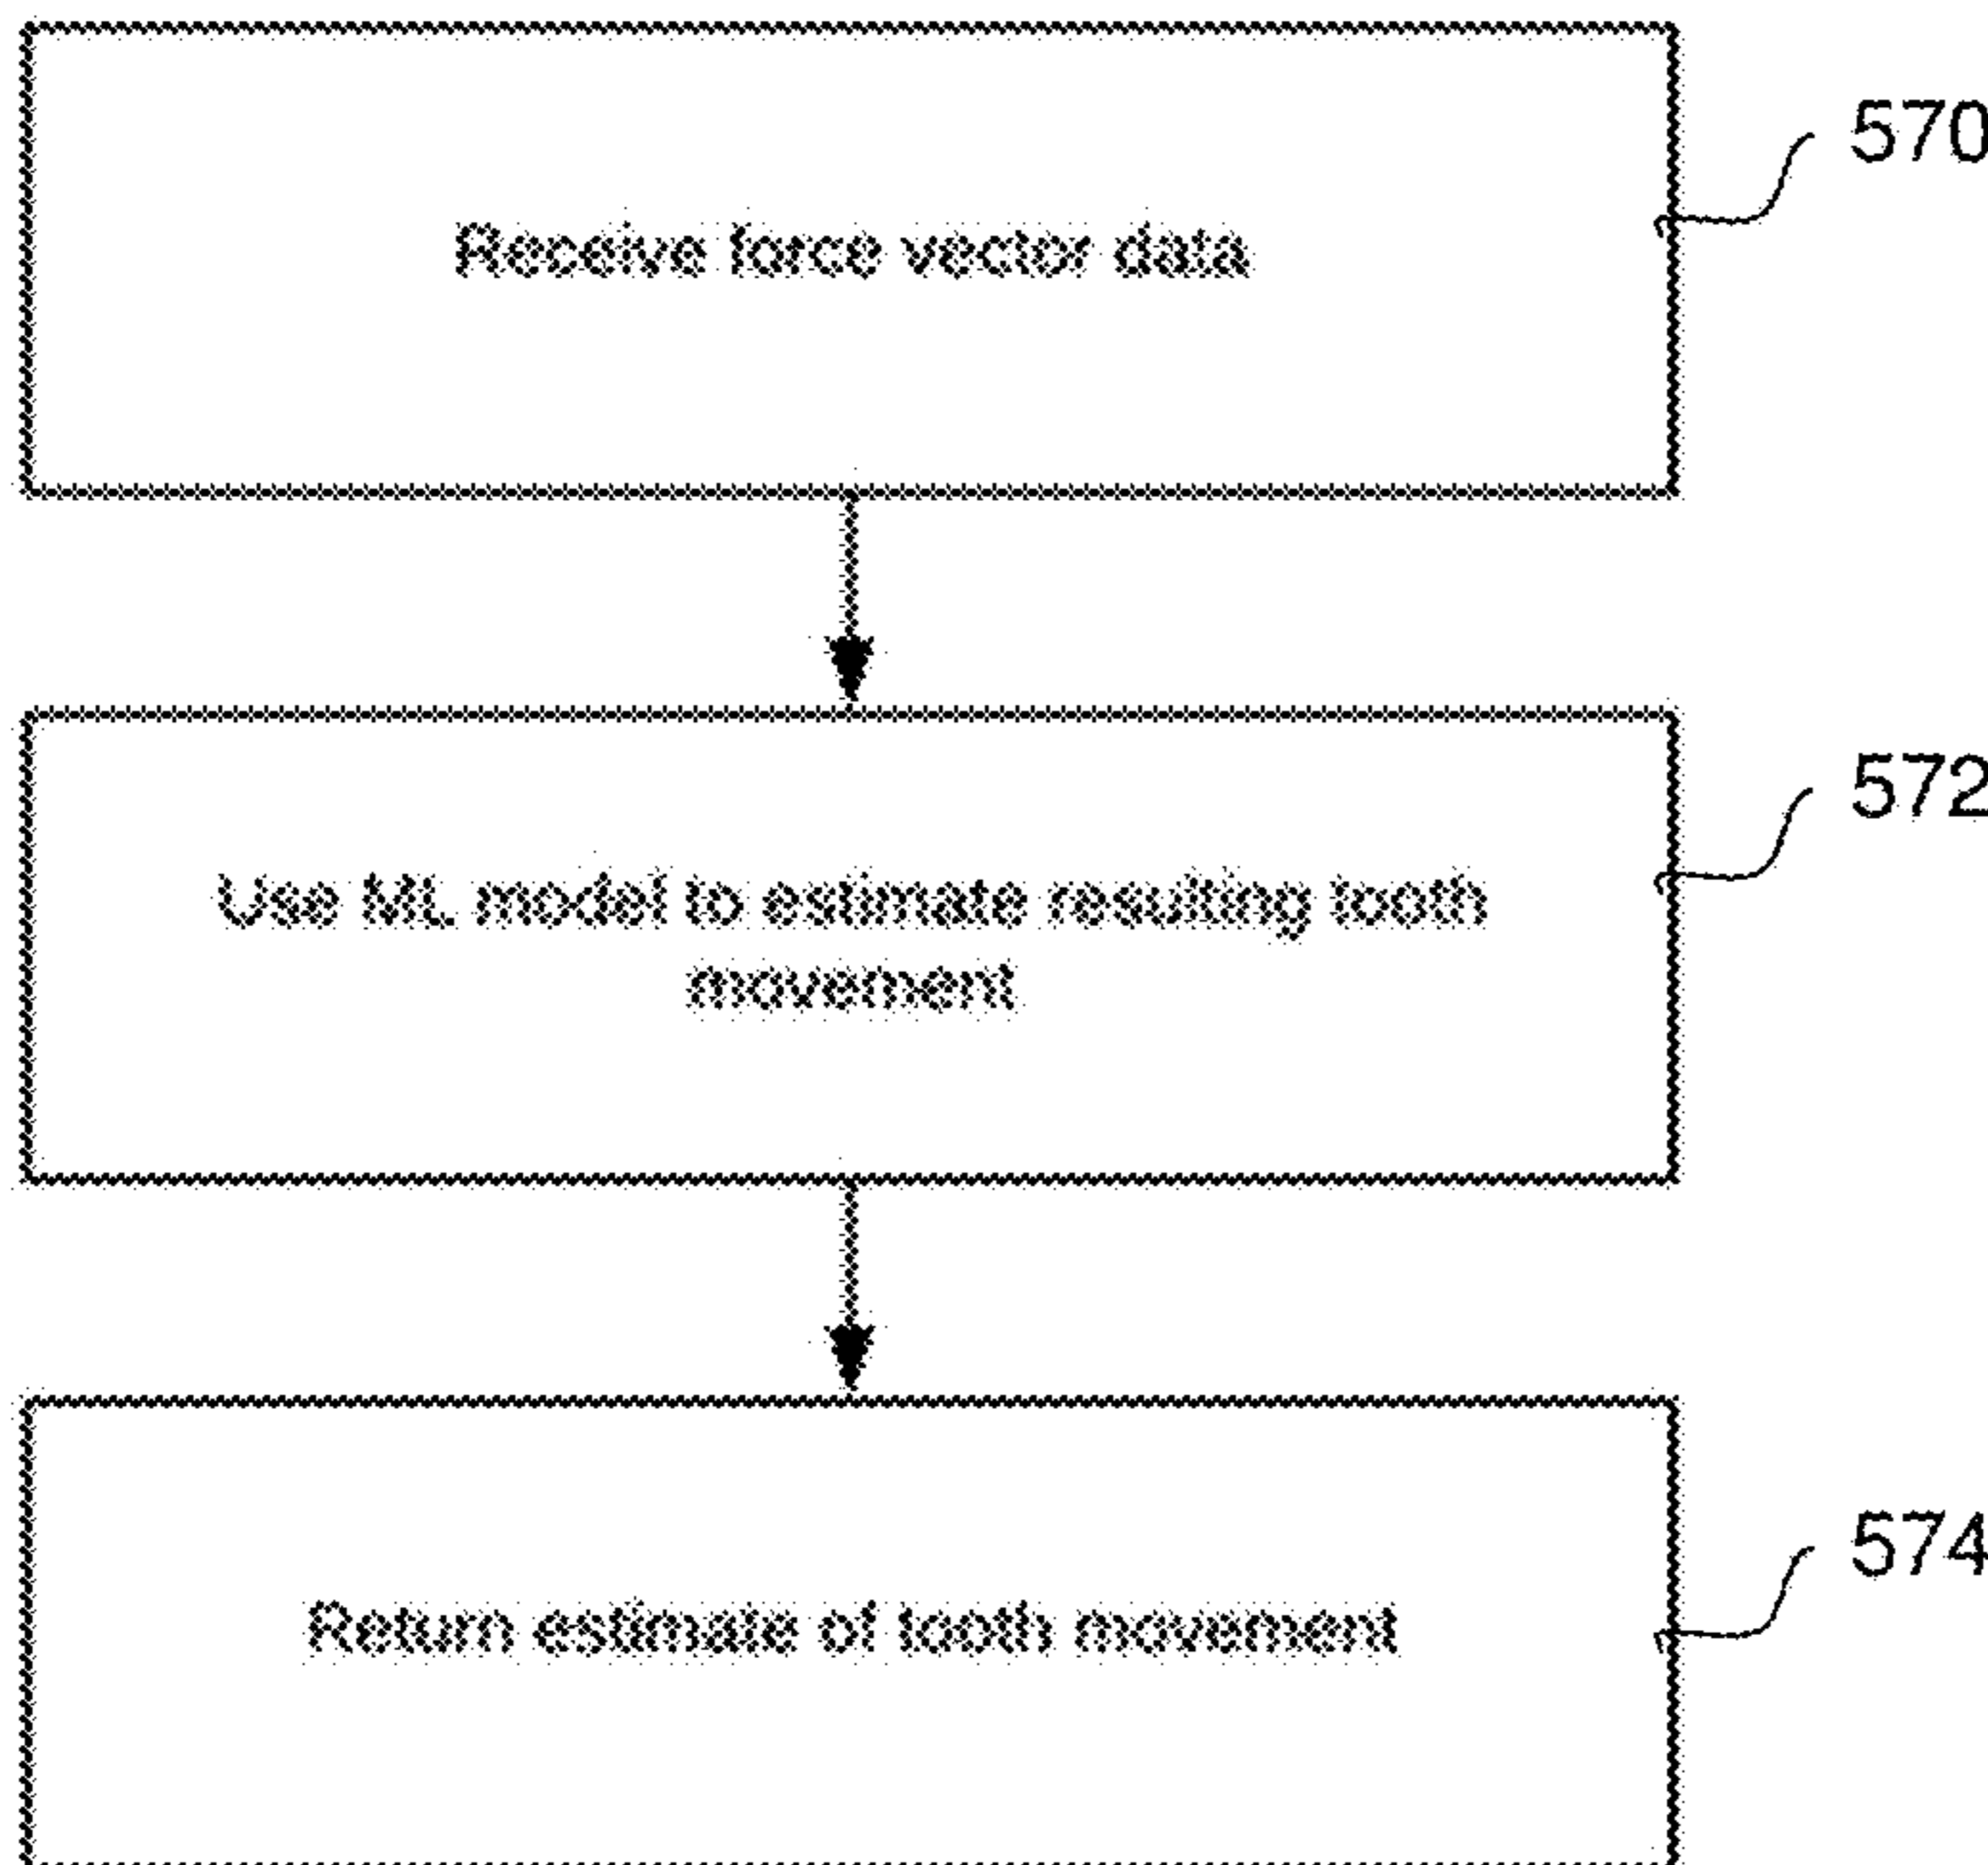 Receive force vector data
570
Use ML model to estimate resulting tooth
movement
572
Return estimate of tooth movement
574